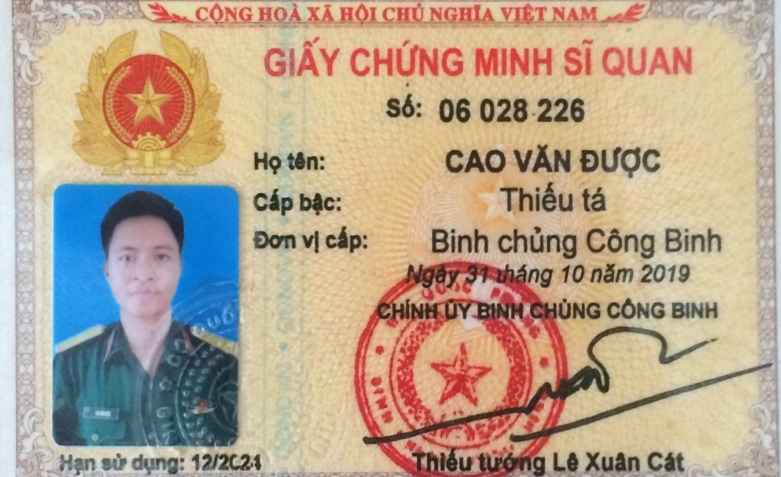 CỘNG HOÀ XÃ HỘI CHỦ NGHĨA VIỆT NAM
GIẤY CHỨNG MINH SĨ QUAN
Số: 06 028 226
Họ tên: CAO VĂN ĐƯỢC
Cấp bậc: Thiếu tá
Đơn vị cấp: Binh chủng Công Binh
Ngày 31 tháng 10 năm 2019
CHÍNH ỦY BINH CHỦNG CÔNG BINH
Hạn sử dụng: 12/2024
Thiếu tướng Lê Xuân Cát